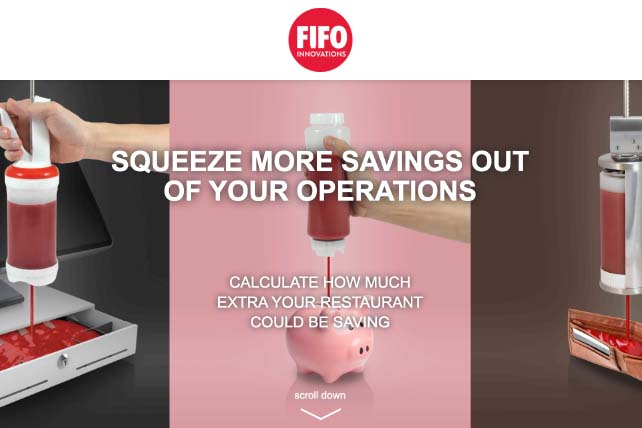 FIFO
INNOVATIONS
SQUEEZE MORE SAVINGS OUT
OF YOUR OPERATIONS
CALCULATE HOW MUCH
EXTRA YOUR RESTAURANT
COULD BE SAVING
scroll down